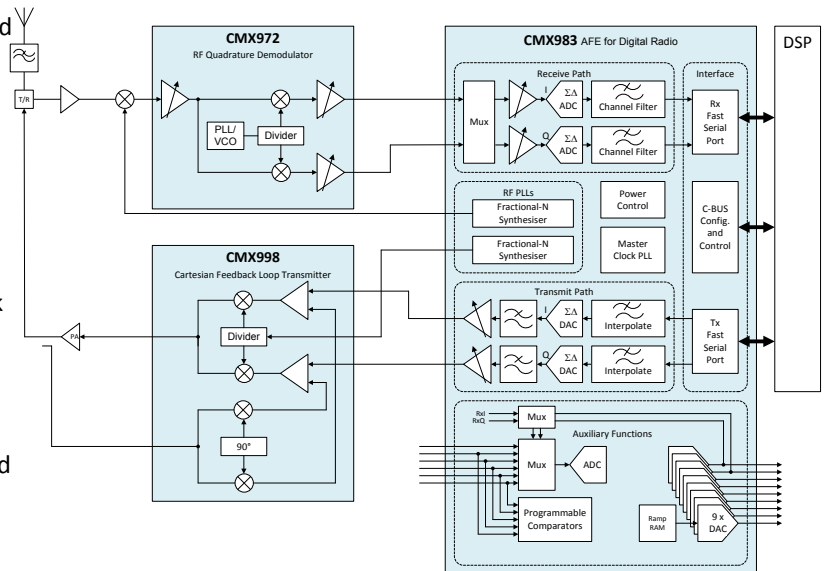 d
T/R
CMX972
RF Quadrature Demodulator
PLL/
VCO
Divider
CMX983 AFE for Digital Radio
Receive Path
Mux
I
ΣΔ
ADC
Channel Filter
Q
ΣΔ
ADC
Channel Filter
Interface
Rx
Fast
Serial
Port
DSP
RF PLLs
Fractional-N
Synthesiser
Fractional-N
Synthesiser
Power
Control
Master
Clock PLL
C-BUS
Config.
and
Control
CMX998
Cartesian Feedback Loop Transmitter
k
PA
Divider
90°
d
Transmit Path
I
ΣΔ
DAC
Interpolate
Q
ΣΔ
DAC
Interpolate
Tx
Fast
Serial
Port
RxI
RxQ
Mux
Auxiliary Functions
Mux
ADC
Programmable
Comparators
Ramp
RAM
9 x
DAC